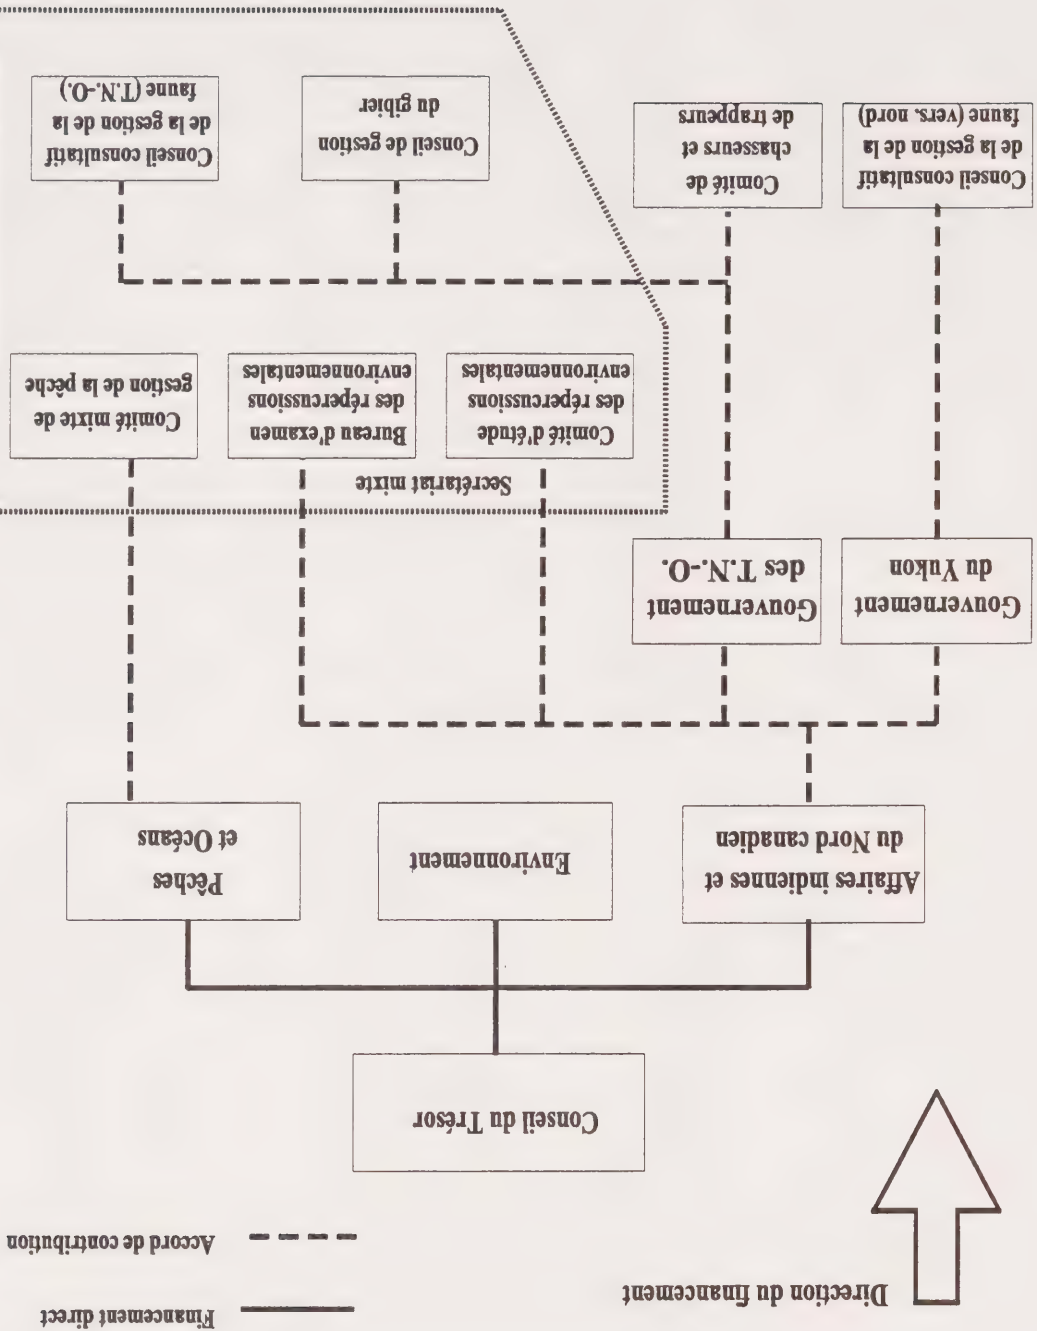 Direction du financement
Financement direct
Accord de contribution
Conseil du Trésor
Affaires indiennes et
du Nord canadien
Environnement
Pêches
et Océans
Gouvernement
du Yukon
Gouvernement
des T.N.-O.
Secrétariat mixte
Comité d'étude
des répercussions
environnementales
Bureau d'examen
des répercussions
environnementales
Comité mixte de
gestion de la pêche
Conseil consultatif
de la gestion de la
faune (vers. nord)
Comité de
chasseurs et
de trappeurs
Conseil de gestion
du gibier
Conseil consultatif
de la gestion de la
faune (T.N.-O.)